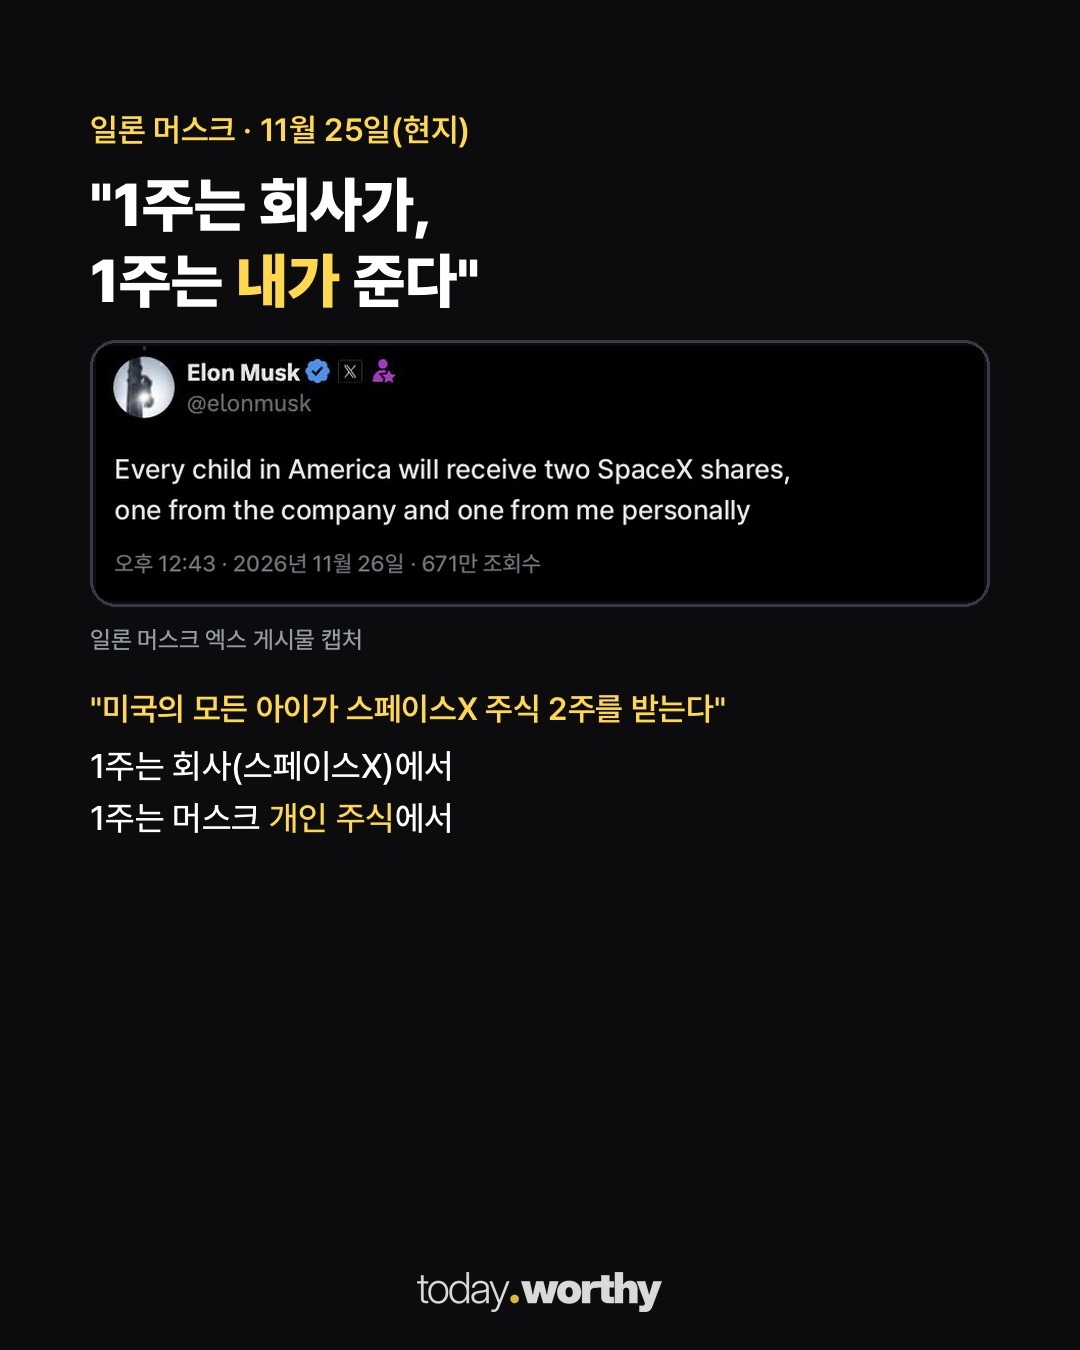 일론 머스크 · 11월 25일(현지)
"1주는 회사가,
1주는 내가 준다"
Elon Musk
@elonmusk
Every child in America will receive two SpaceX shares,
one from the company and one from me personally
오후 12:43 · 2026년 11월 26일 · 671만 조회수
일론 머스크 엑스 게시물 캡처
"미국의 모든 아이가 스페이스X 주식 2주를 받는다"
1주는 회사(스페이스X)에서
1주는 머스크 개인 주식에서
today.worthy